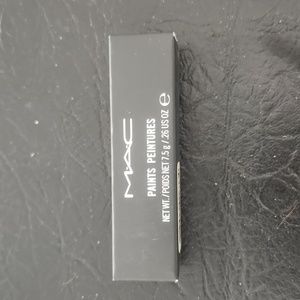 MAC
PAINTS PEINTURES
NET WT./POIDS NET 7.5 g / .26 US OZ ℮